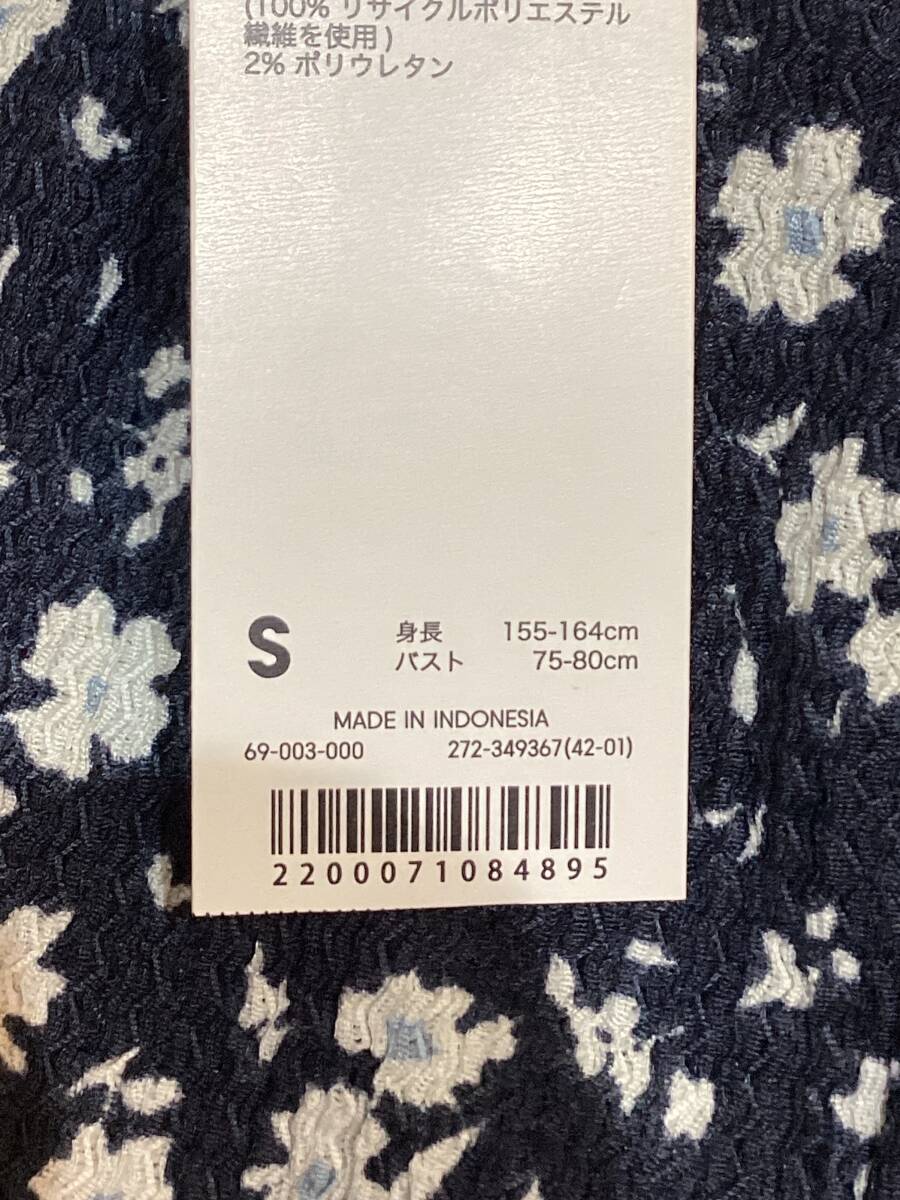 (100% リサイクルポリエステル
繊維を使用)
2% ポリウレタン
S 身長 155-164cm
バスト 75-80cm
MADE IN INDONESIA
69-003-000 272-349367(42-01)
2200071084895